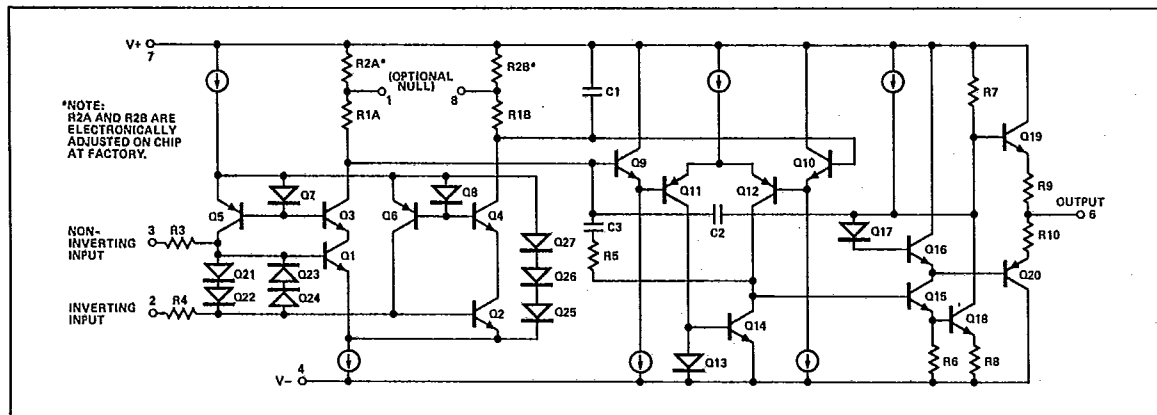 V+
7
R2A*
(OPTIONAL
NULL)
1
8
R2B*
R1A
R1B
C1
R7
*NOTE:
R2A AND R2B ARE
ELECTRONICALLY
ADJUSTED ON CHIP
AT FACTORY.
Q19
Q9
Q10
Q11
Q12
Q7
Q8
Q5
Q3
Q6
Q4
R9
OUTPUT
6
NON-
INVERTING
INPUT
3
R3
Q1
C3
C2
Q17
Q16
R10
Q27
R5
Q20
Q21
Q23
Q26
Q22
Q24
Q15
Q18
INVERTING
INPUT
2
R4
Q25
Q2
Q14
Q13
R6
R8
V-
4